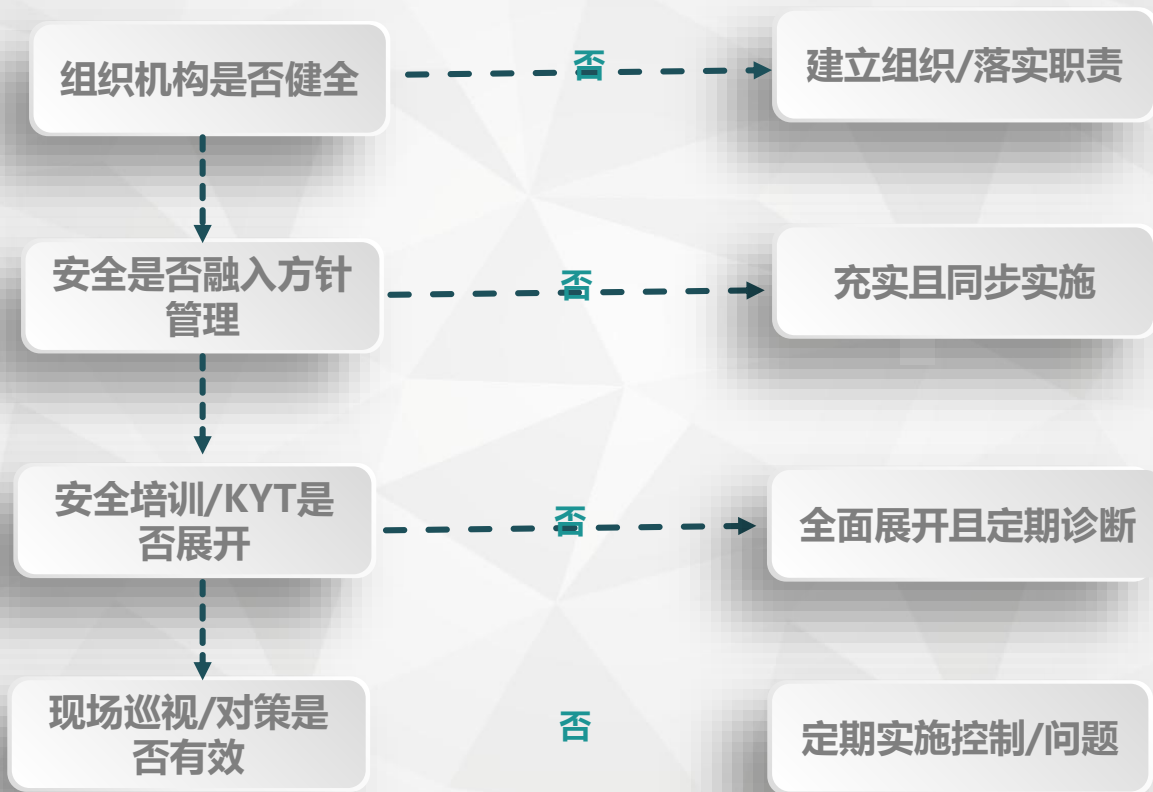 组织机构是否健全
否
建立组织/落实职责
安全是否融入方针
管理
否
充实且同步实施
安全培训/KYT是
否展开
否
全面展开且定期诊断
现场巡视/对策是
否有效
否
定期实施控制/问题